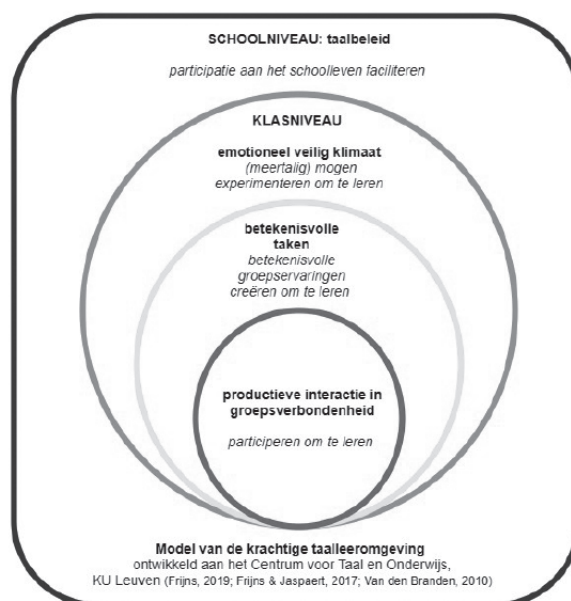 SCHOOLNIVEAU: taalbeleid
participatie aan het schoolleven faciliteren
KLASNIVEAU
emotioneel veilig klimaat
(meertalig) mogen
experimenteren om te leren
betekenisvolle
taken
betekenisvolle
groepservaringen
creëren om te leren
productieve interactie in
groepsverbondenheid
participeren om te leren
Model van de krachtige taalleeromgeving
ontwikkeld aan het Centrum voor Taal en Onderwijs,
KU Leuven (Frijns, 2019; Frijns & Jaspaert, 2017; Van den Branden, 2010)